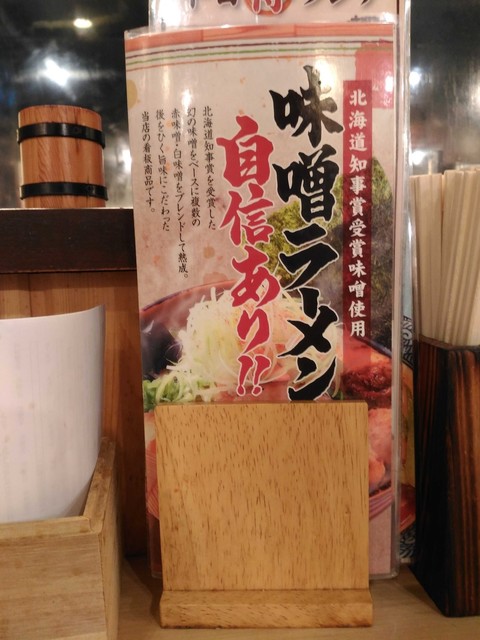 北海道知事賞受賞味噌使用
味噌ラーメン
自信あり!!
北海道知事賞を受賞した
幻の味噌をベースに複数の
赤味噌・白味噌をブレンドして熟成。
後をひく旨味にこだわった
当店の看板商品です。